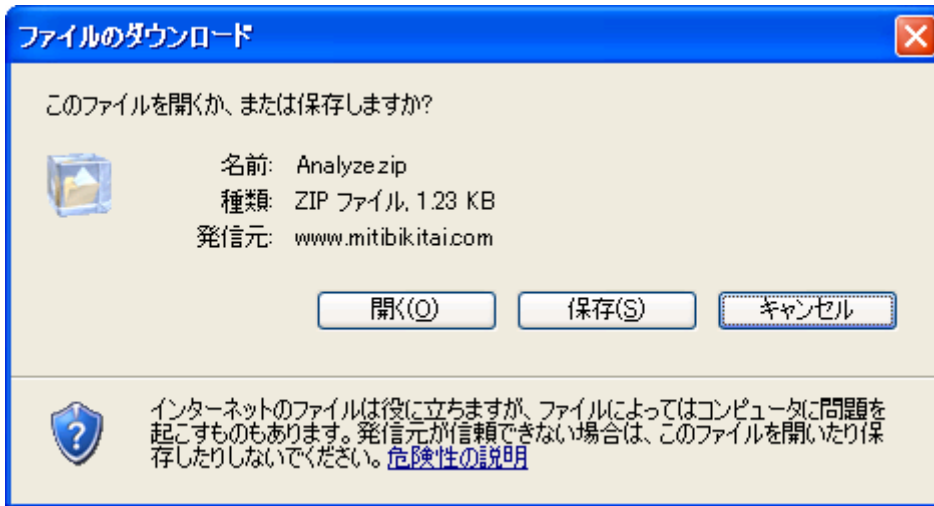 ファイルのダウンロード
このファイルを開くか、または保存しますか?
名前: Analyze.zip
種類: ZIP ファイル, 1.23 KB
発信元: www.mitibikitai.com
開く(O) 保存(S) キャンセル
インターネットのファイルは役に立ちますが、ファイルによってはコンピュータに問題を
起こすものもあります。発信元が信頼できない場合は、このファイルを開いたり保
存したりしないでください。危険性の説明